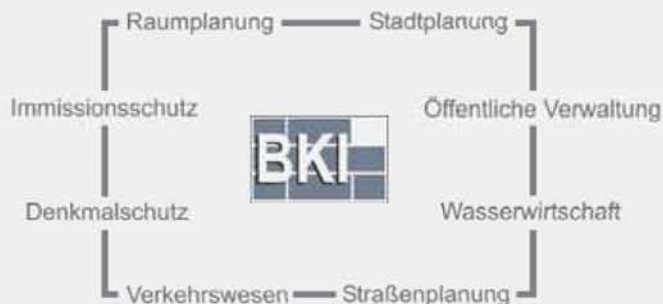 Raumplanung Stadtplanung
Immissionsschutz Öffentliche Verwaltung
BKI
Denkmalschutz Wasserwirtschaft
Verkehrswesen Straßenplanung